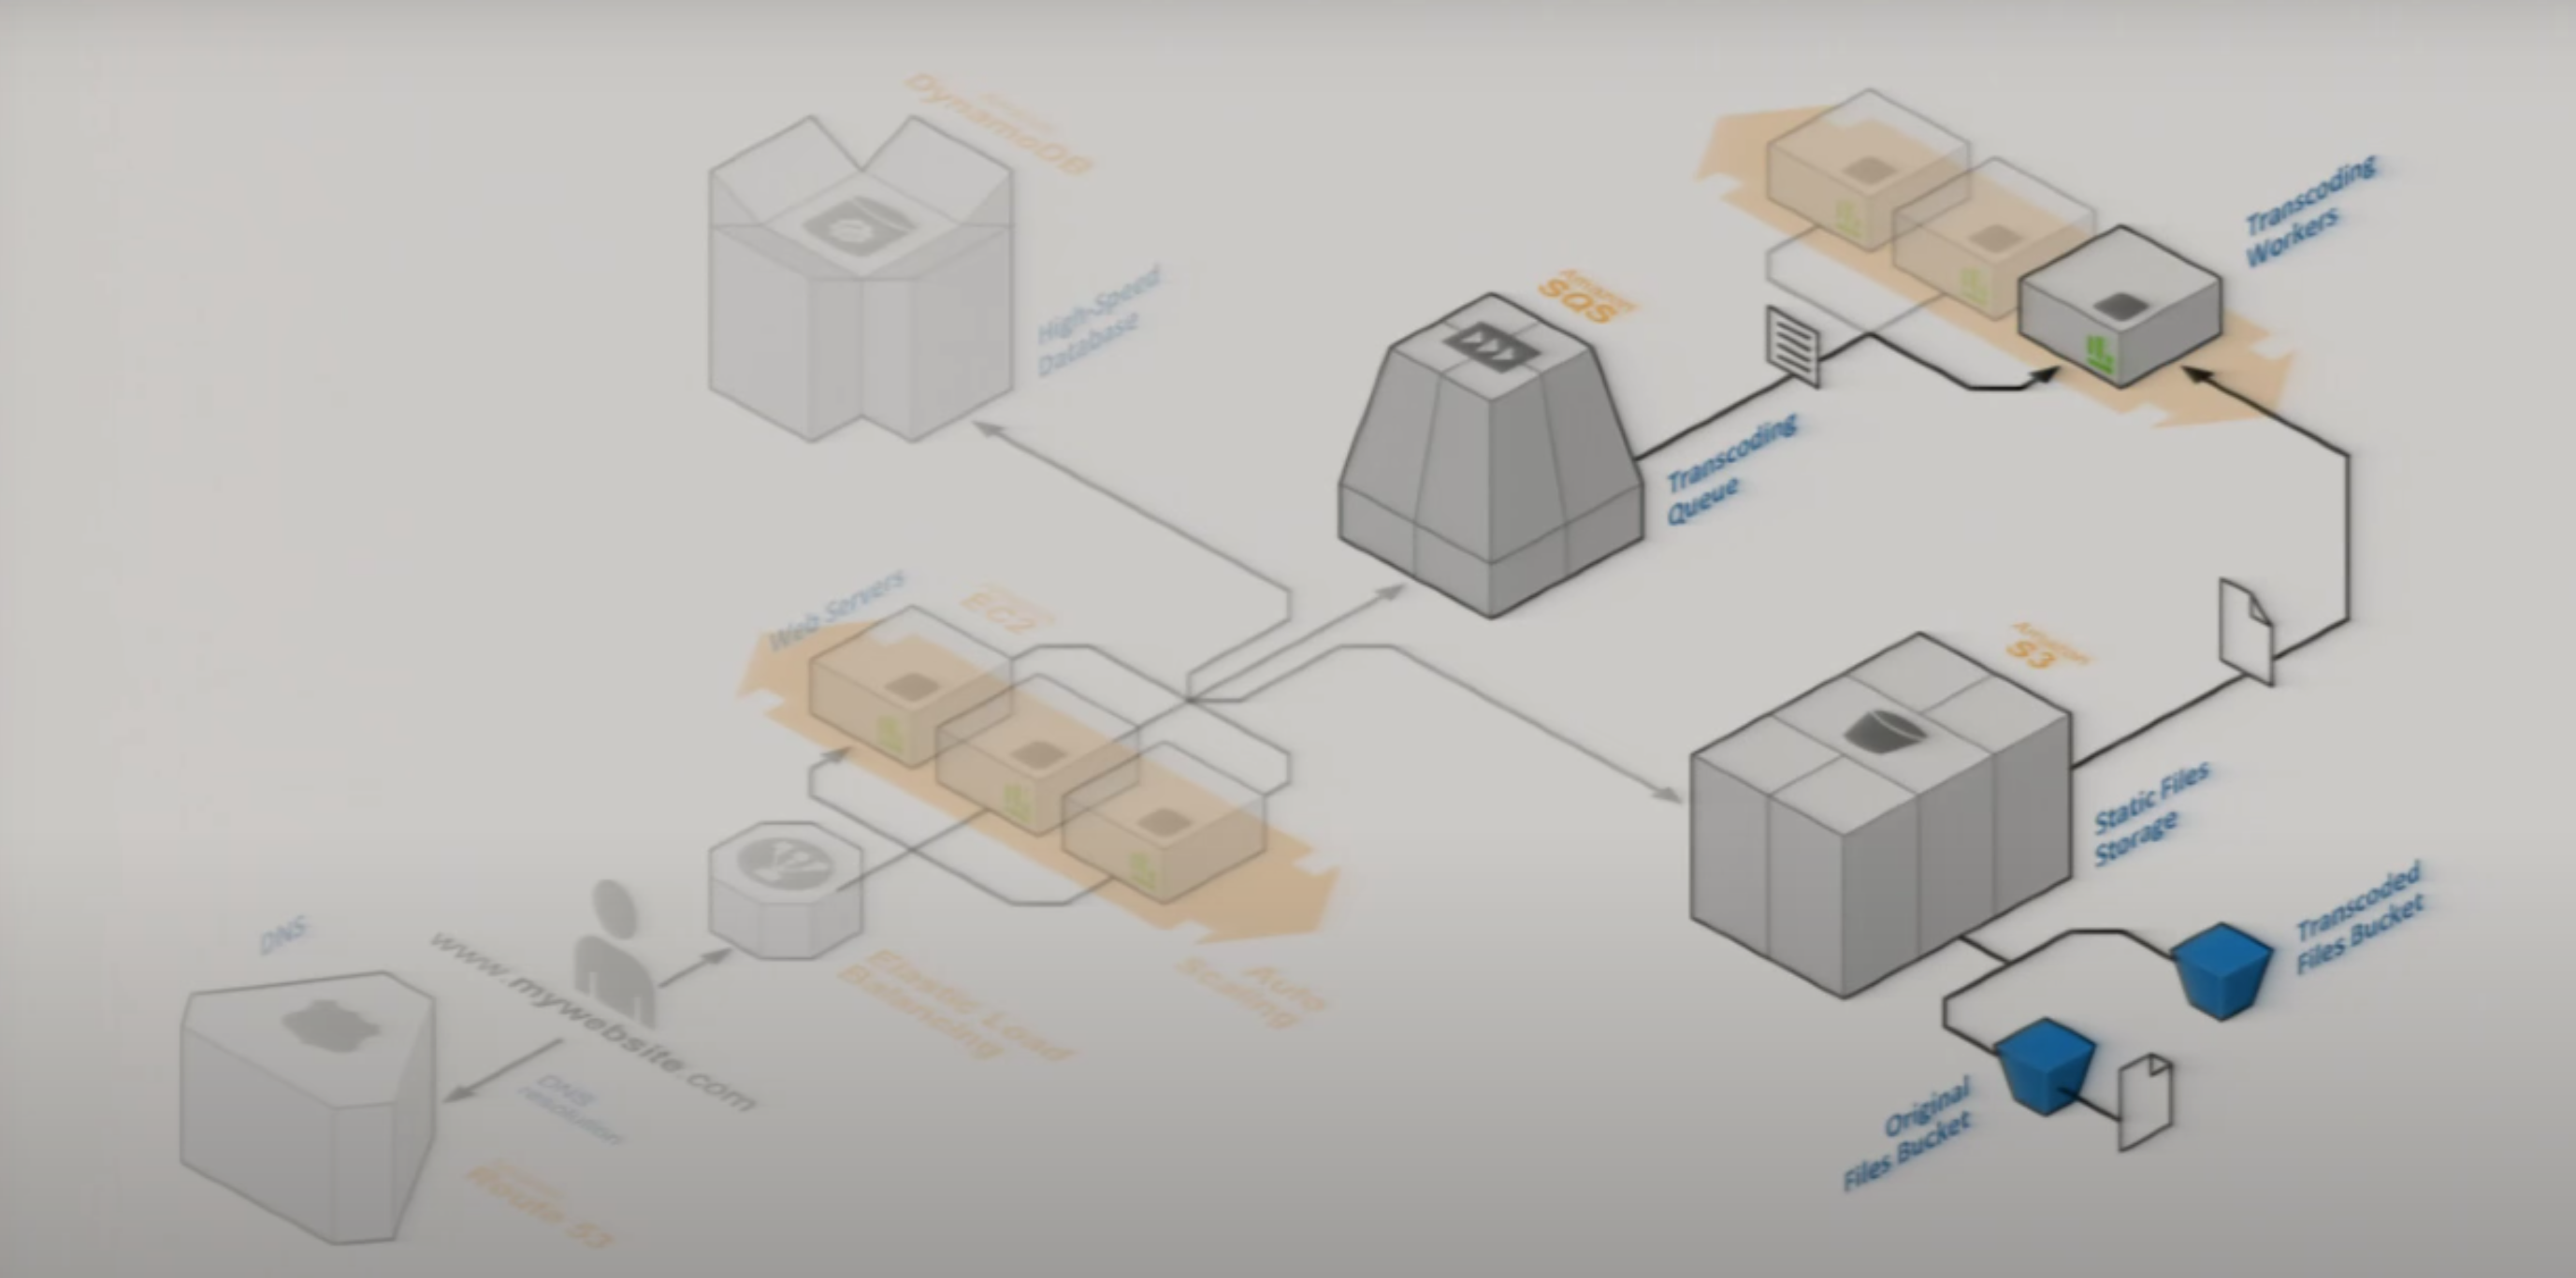 Amazon
DynamoDB
High-Speed
Database
Amazon
SQS
Transcoding
Queue
Transcoding
Workers
Web Servers
Amazon
EC2
Amazon
S3
Static Files
Storage
Transcoded
Files Bucket
Original
Files Bucket
Auto
Scaling
Elastic Load
Balancing
www.mywebsite.com
DNS
DNS
resolution
Route 53